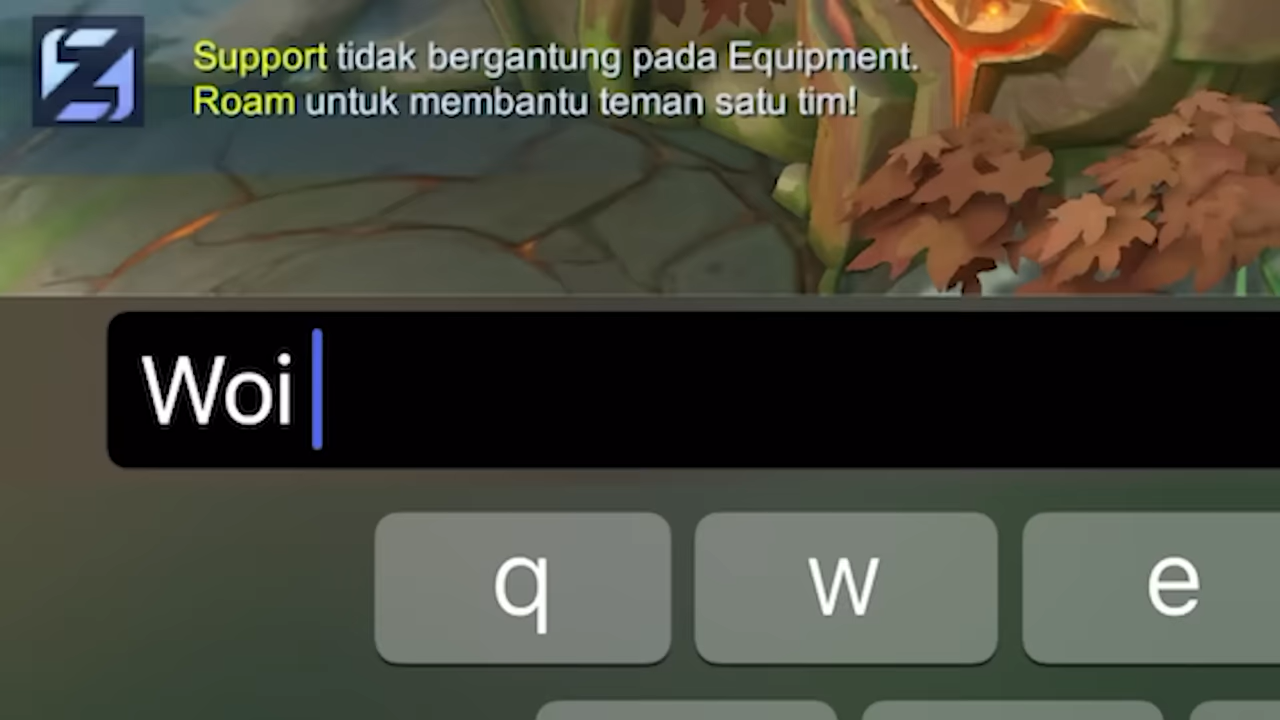 Support tidak bergantung pada Equipment.
Roam untuk membantu teman satu tim!
Woi
q w e